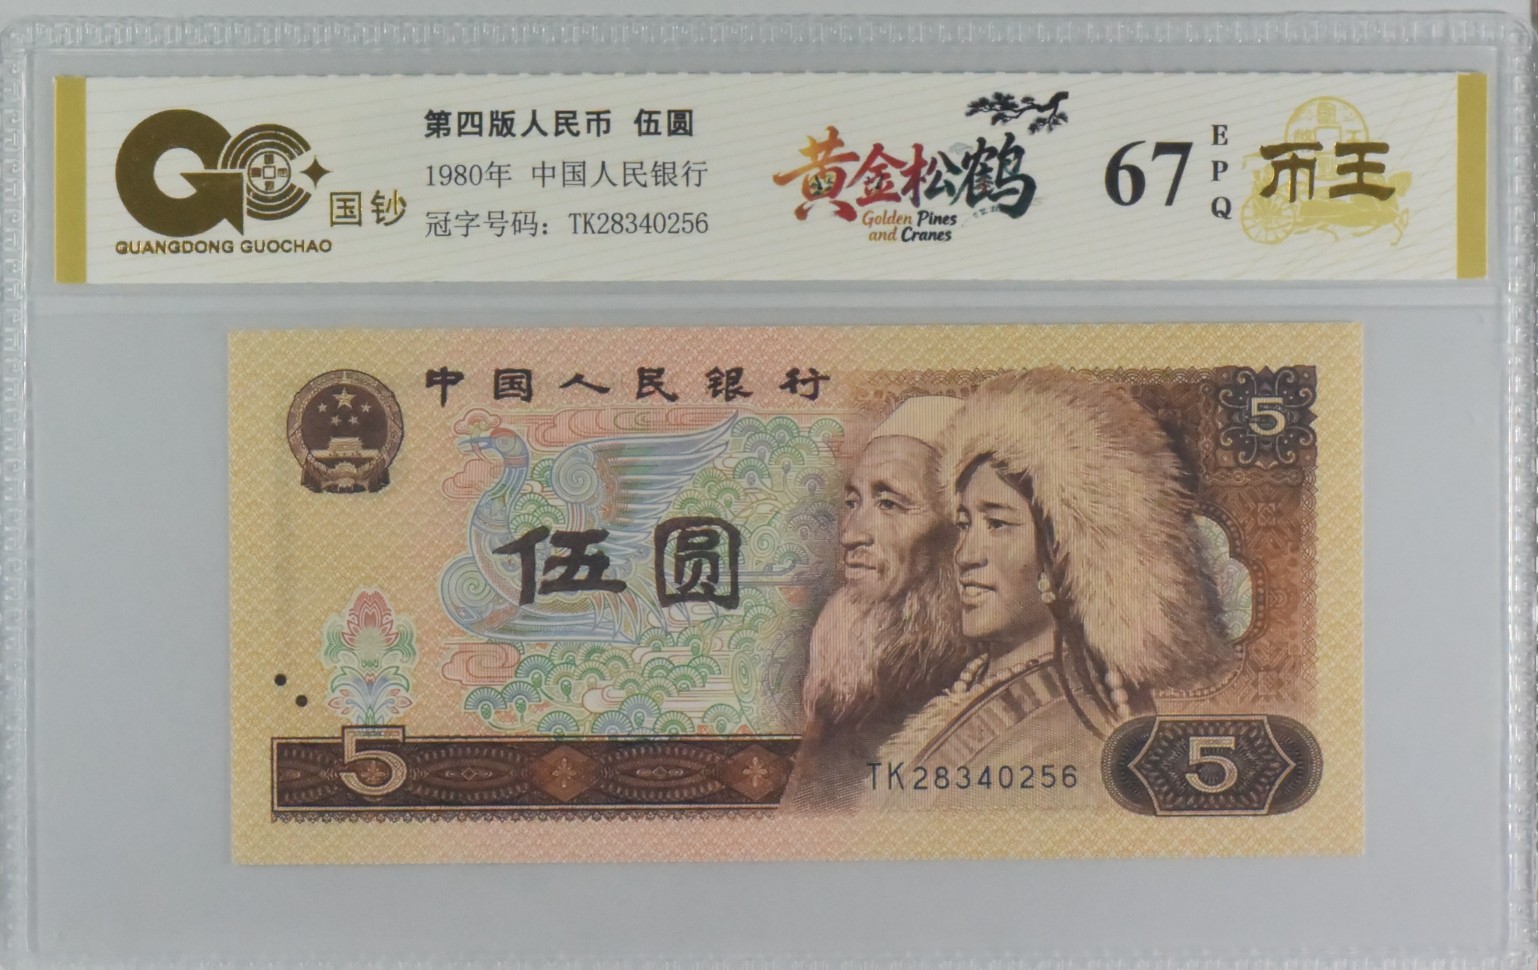 国钞
QUANGDONG GUOCHAO
第四版人民币 伍圆
1980年 中国人民银行
冠字号码：TK28340256
黄金松鹤
Golden Pines
and Cranes
67
EPQ
币王
中国人民银行
5
伍圆
5
TK28340256
5